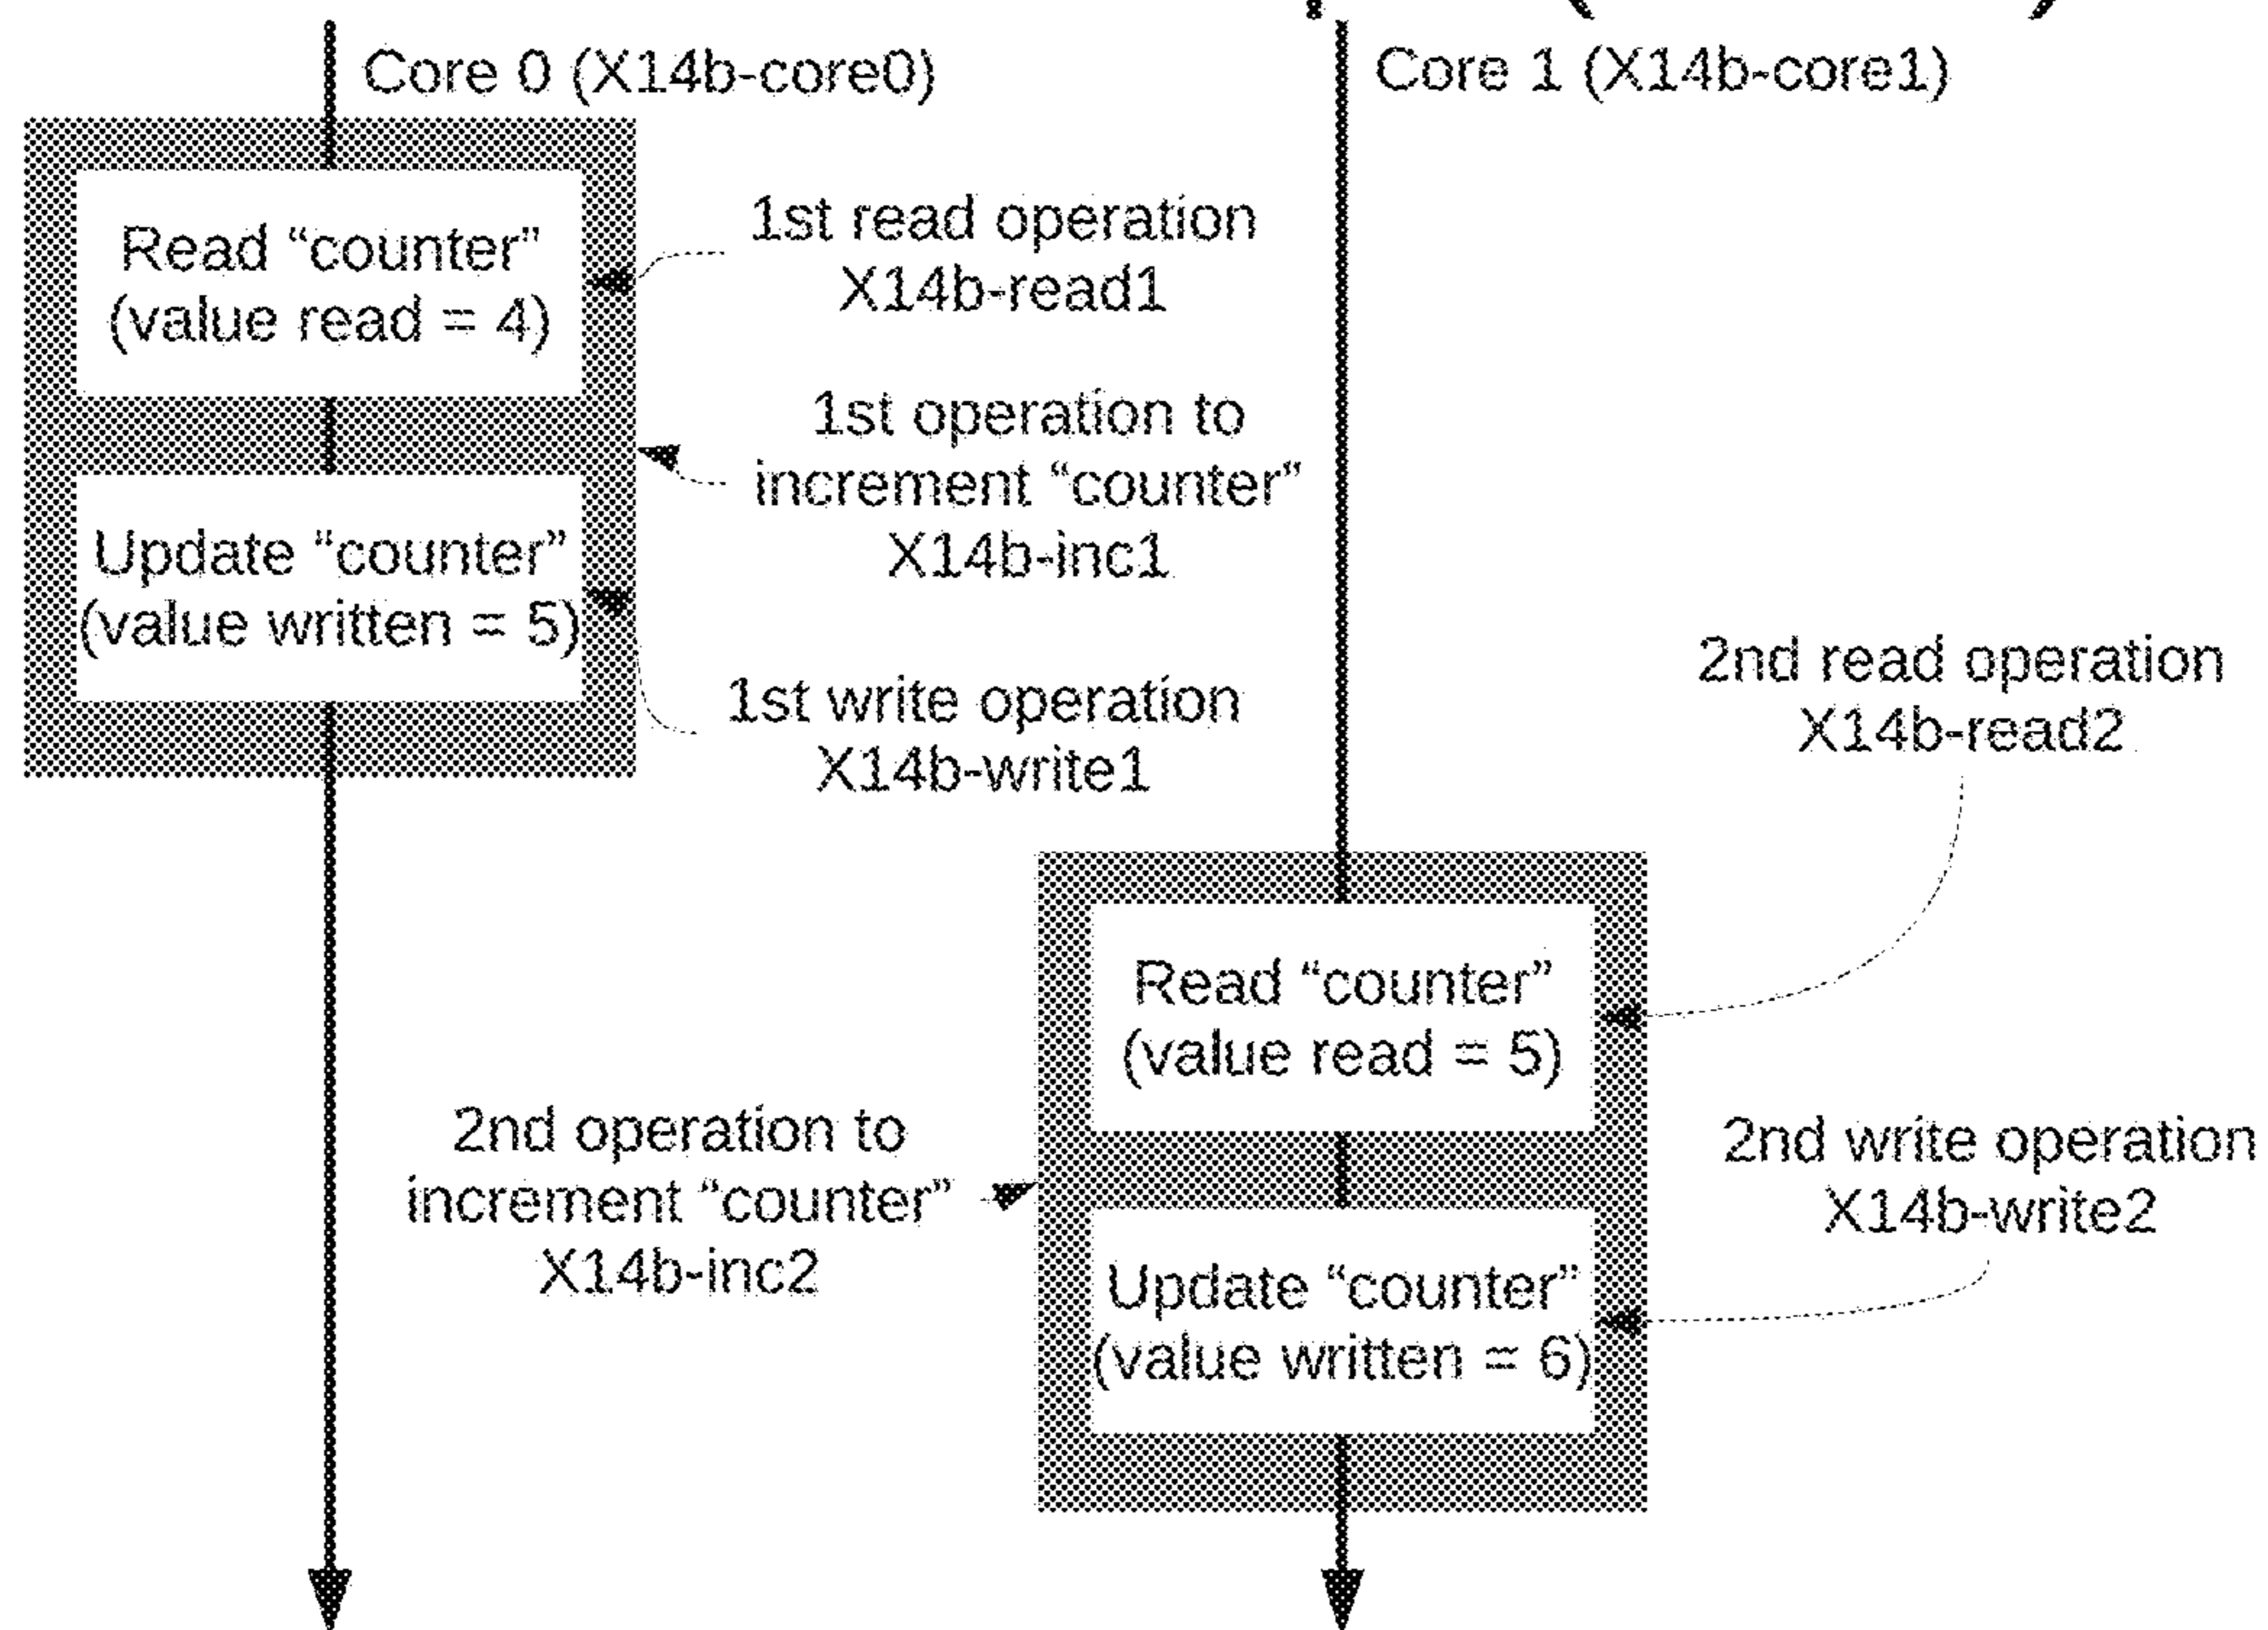 Core 0 (X14b-core0)
Core 1 (X14b-core1)
Read “counter”
(value read = 4)
1st read operation
X14b-read1
1st operation to
increment “counter”
X14b-inc1
Update “counter”
(value written = 5)
1st write operation
X14b-write1
2nd read operation
X14b-read2
Read “counter”
(value read = 5)
2nd operation to
increment “counter”
X14b-inc2
2nd write operation
X14b-write2
Update “counter”
(value written = 6)